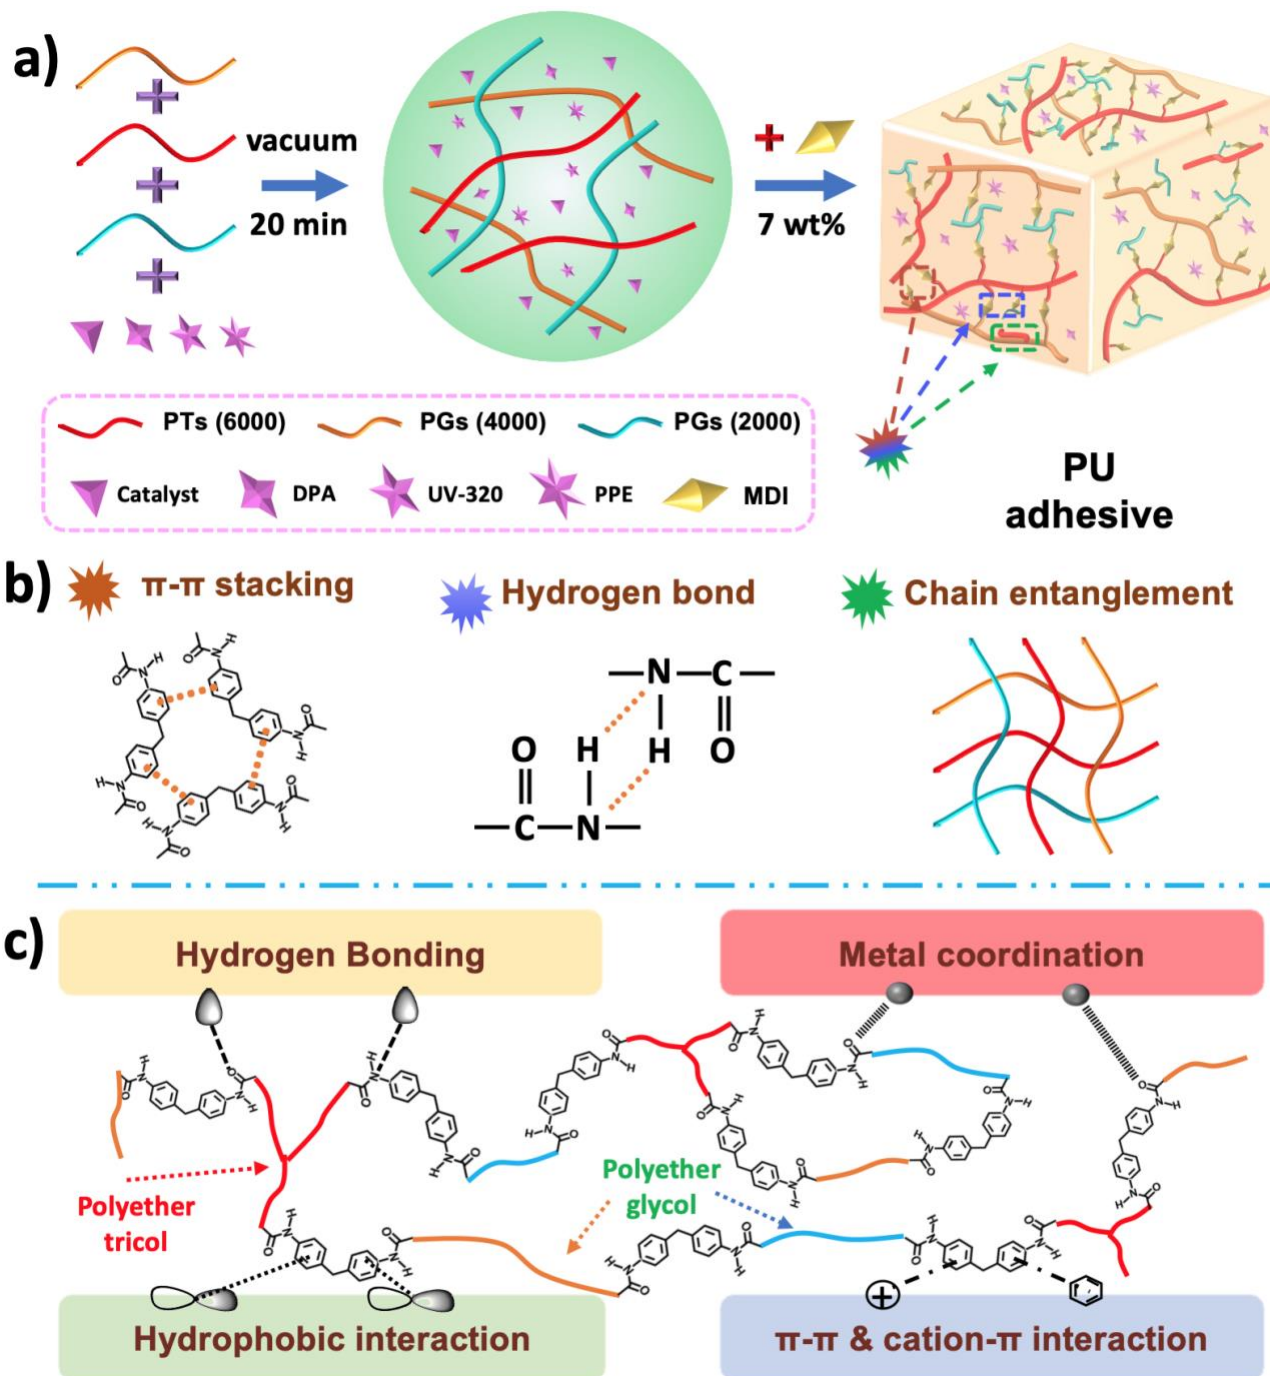 a)
vacuum
20 min
7 wt%
PTs (6000)
PGs (4000)
PGs (2000)
Catalyst
DPA
UV-320
PPE
MDI
PU
adhesive
b)
π-π stacking
Hydrogen bond
Chain entanglement
N
H
O
H
N
O
N
H
O
H
N
O
N
H
O
H
N
O
N C
H H O
O
C N
c)
Hydrogen Bonding
Metal coordination
Polyether
tricol
Polyether
glycol
Hydrophobic interaction
π-π & cation-π interaction